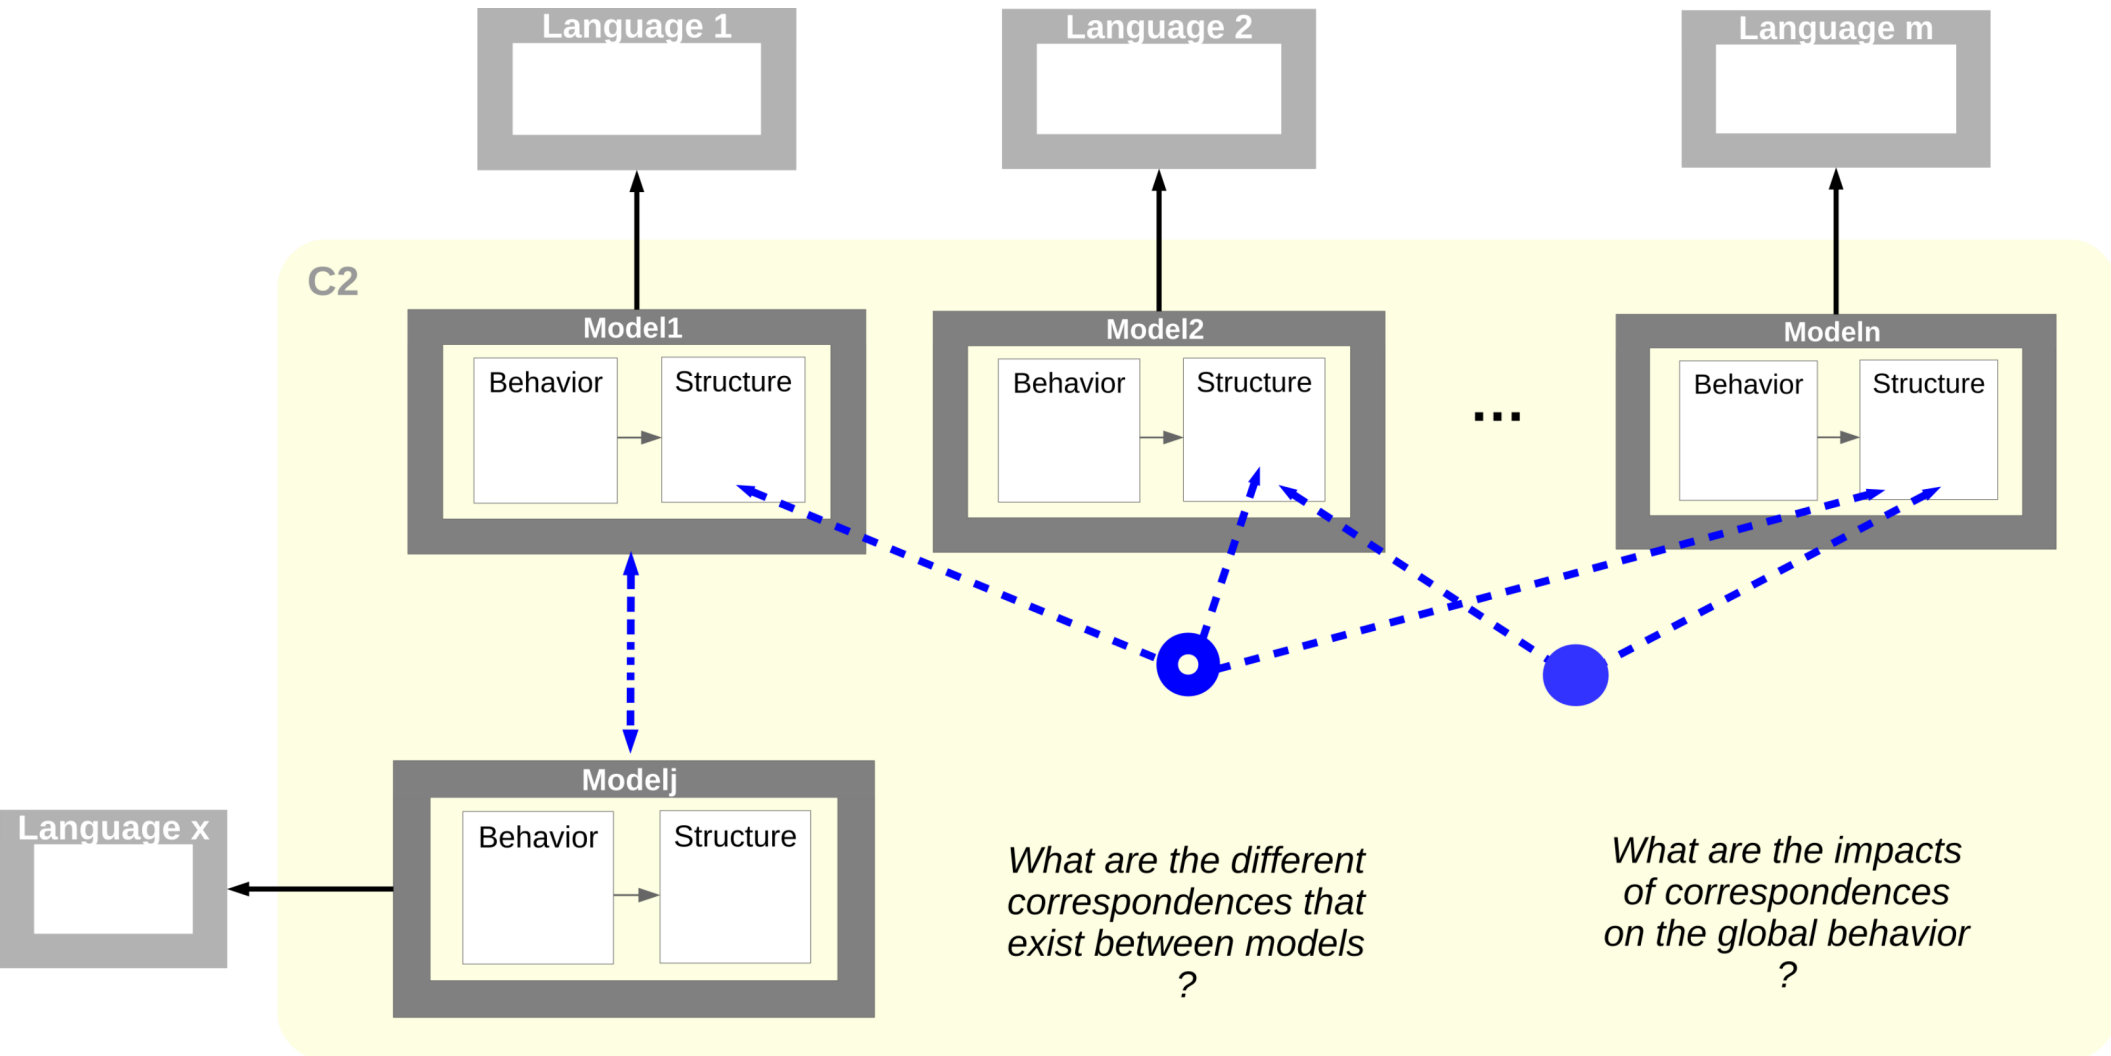 Language 1
Language 2
Language m
C2
Model1
Model2
Modeln
Behavior
Structure
Behavior
Structure
...
Behavior
Structure
Modelj
Language x
Behavior
Structure
What are the different
correspondences that
exist between models
?
What are the impacts
of correspondences
on the global behavior
?